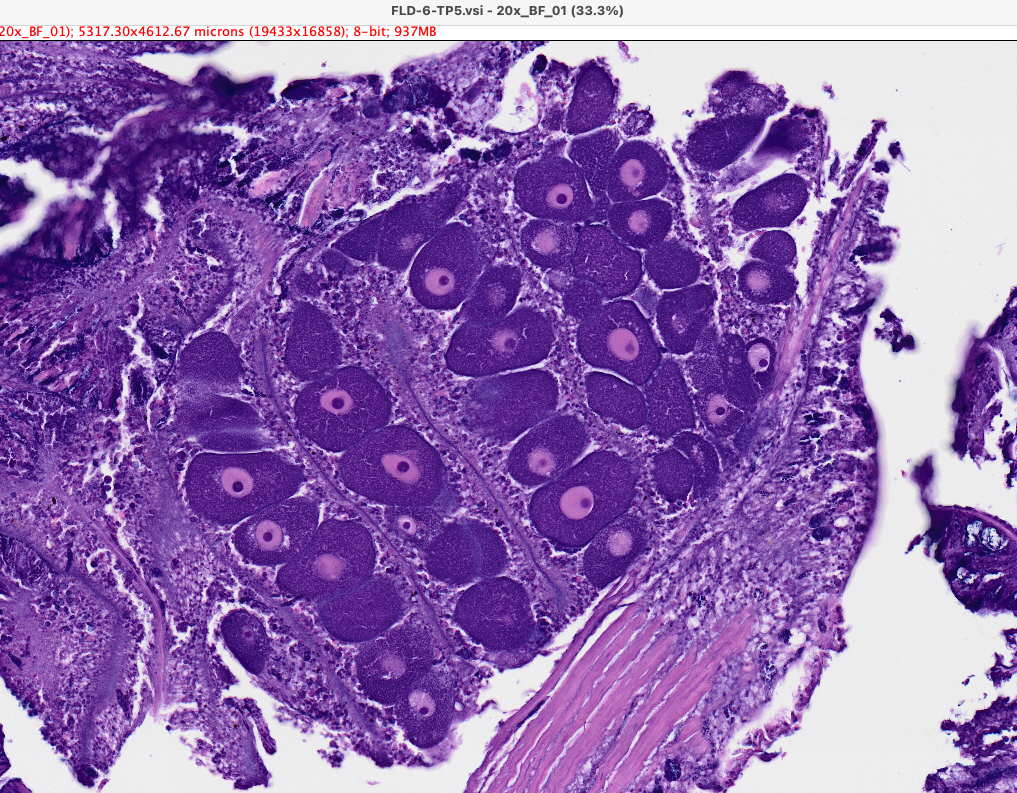 FLD-6-TP5.vsi - 20x_BF_01 (33.3%)
20x_BF_01); 5317.30x4612.67 microns (19433x16858); 8-bit; 937MB